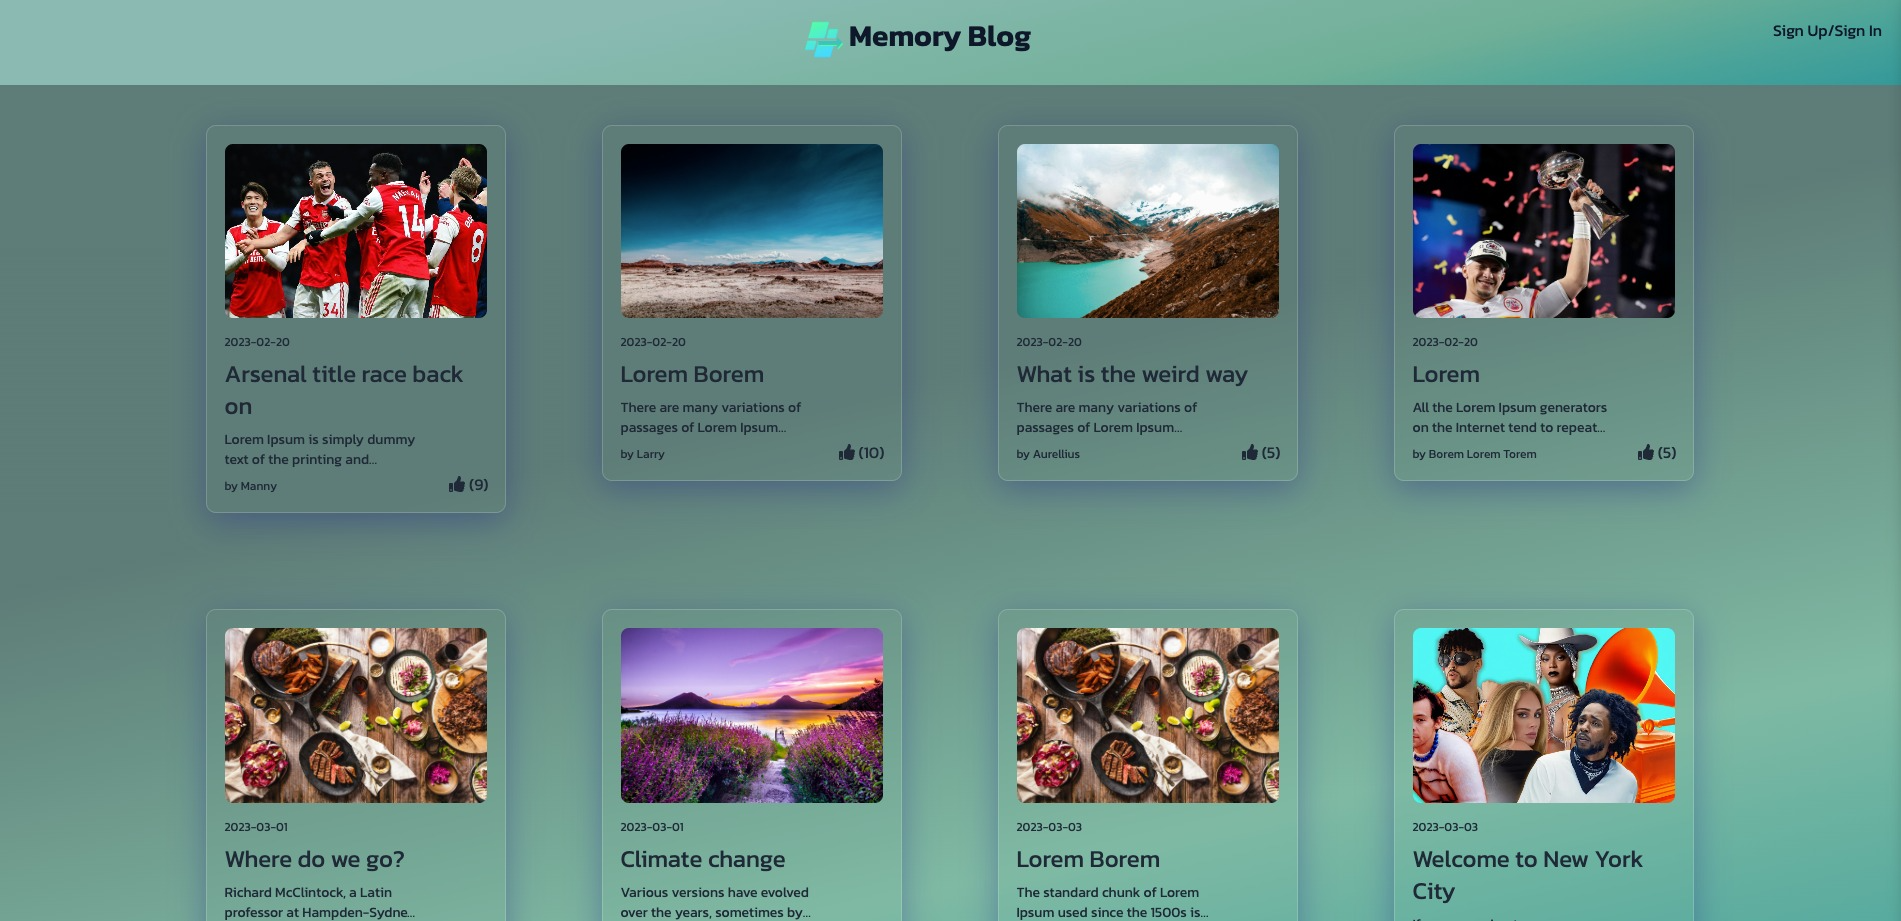 Memory Blog
Sign Up/Sign In
14
8
34
2023-02-20
Arsenal title race back
on
Lorem Ipsum is simply dummy
text of the printing and...
by Manny
(9)
2023-02-20
Lorem Borem
There are many variations of
passages of Lorem Ipsum...
by Larry
(10)
2023-02-20
What is the weird way
There are many variations of
passages of Lorem Ipsum...
by Aurellius
(5)
2023-02-20
Lorem
All the Lorem Ipsum generators
on the Internet tend to repeat...
by Borem Lorem Torem
(5)
2023-03-01
Where do we go?
Richard McClintock, a Latin
professor at Hampden-Sydne...
2023-03-01
Climate change
Various versions have evolved
over the years, sometimes by...
2023-03-03
Lorem Borem
The standard chunk of Lorem
Ipsum used since the 1500s is...
2023-03-03
Welcome to New York
City